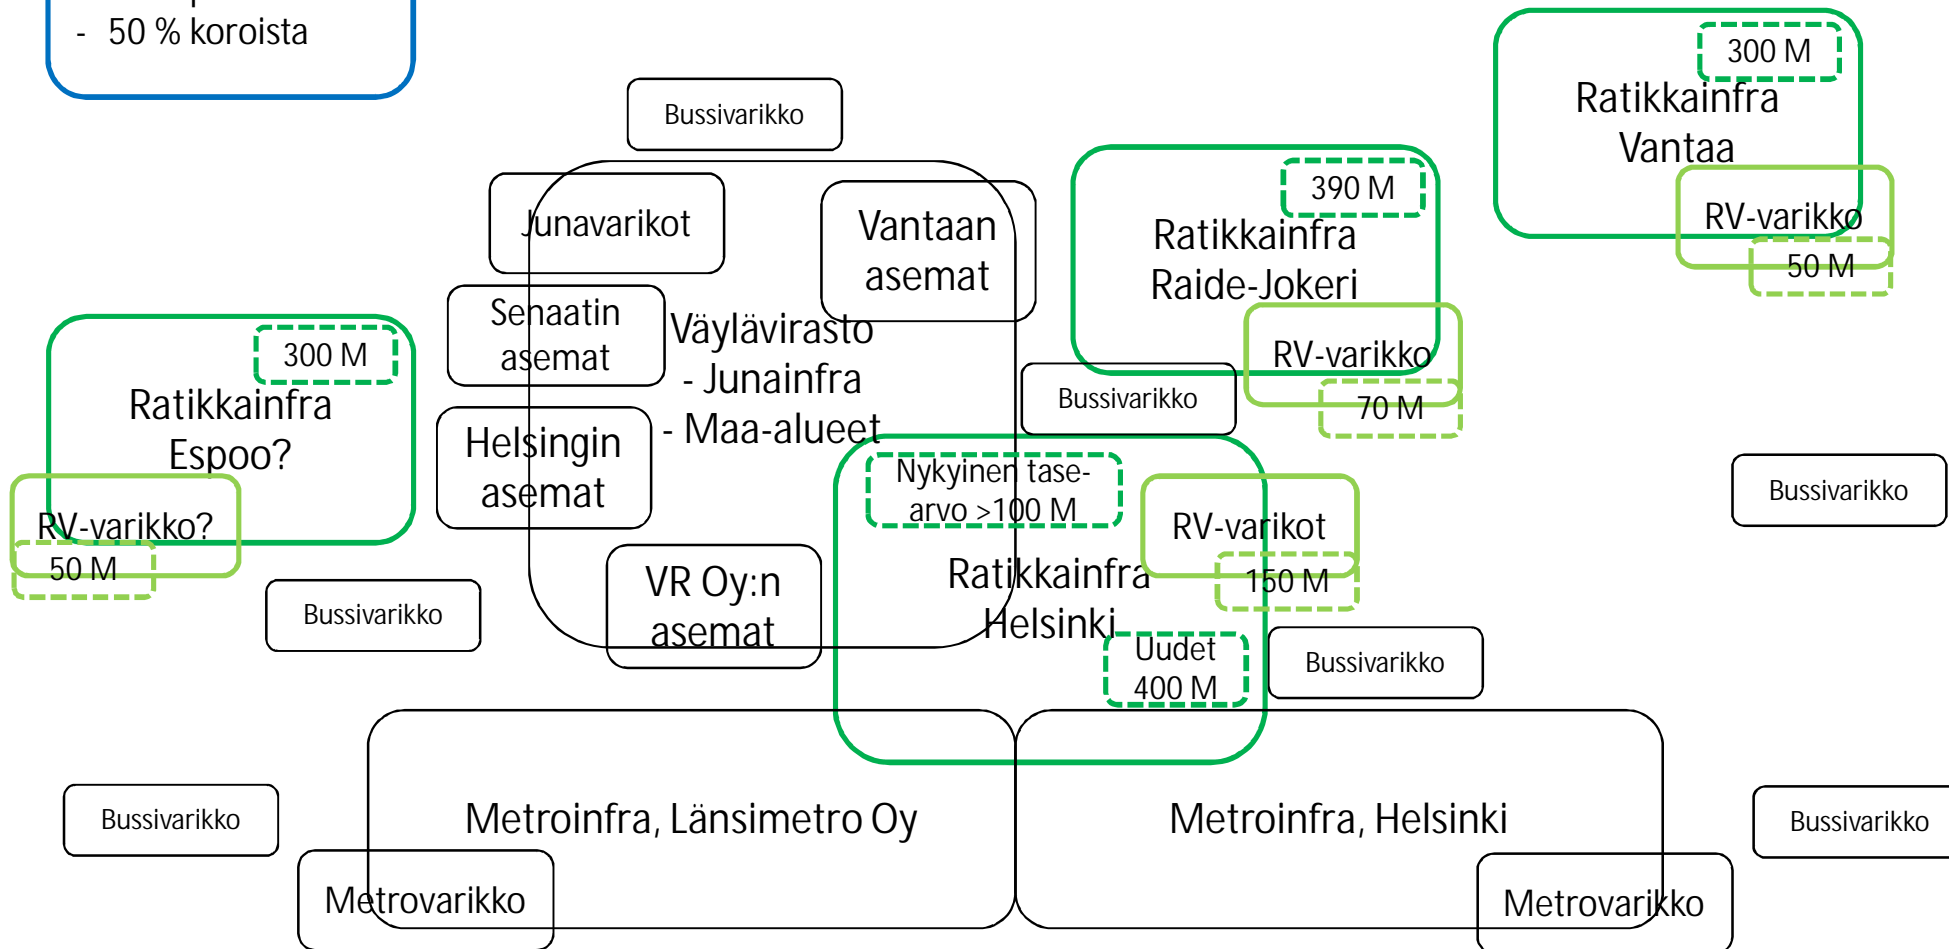 - 50 % koroista
300 M
Ratikkainfra
Vantaa
RV-varikko
50 M
Bussivarikko
Junavarikot
Vantaan
asemat
390 M
Ratikkainfra
Raide-Jokeri
RV-varikko
70 M
Senaatin
asemat
Väylävirasto
- Junainfra
- Maa-alueet
Helsingin
asemat
VR Oy:n
asemat
300 M
Ratikkainfra
Espoo?
RV-varikko?
50 M
Bussivarikko
Bussivarikko
Nykyinen tase-
arvo >100 M
Ratikkainfra
Helsinki
RV-varikot
150 M
Uudet
400 M
Bussivarikko
Bussivarikko
Bussivarikko
Metroinfra, Länsimetro Oy
Metroinfra, Helsinki
Bussivarikko
Metrovarikko
Metrovarikko